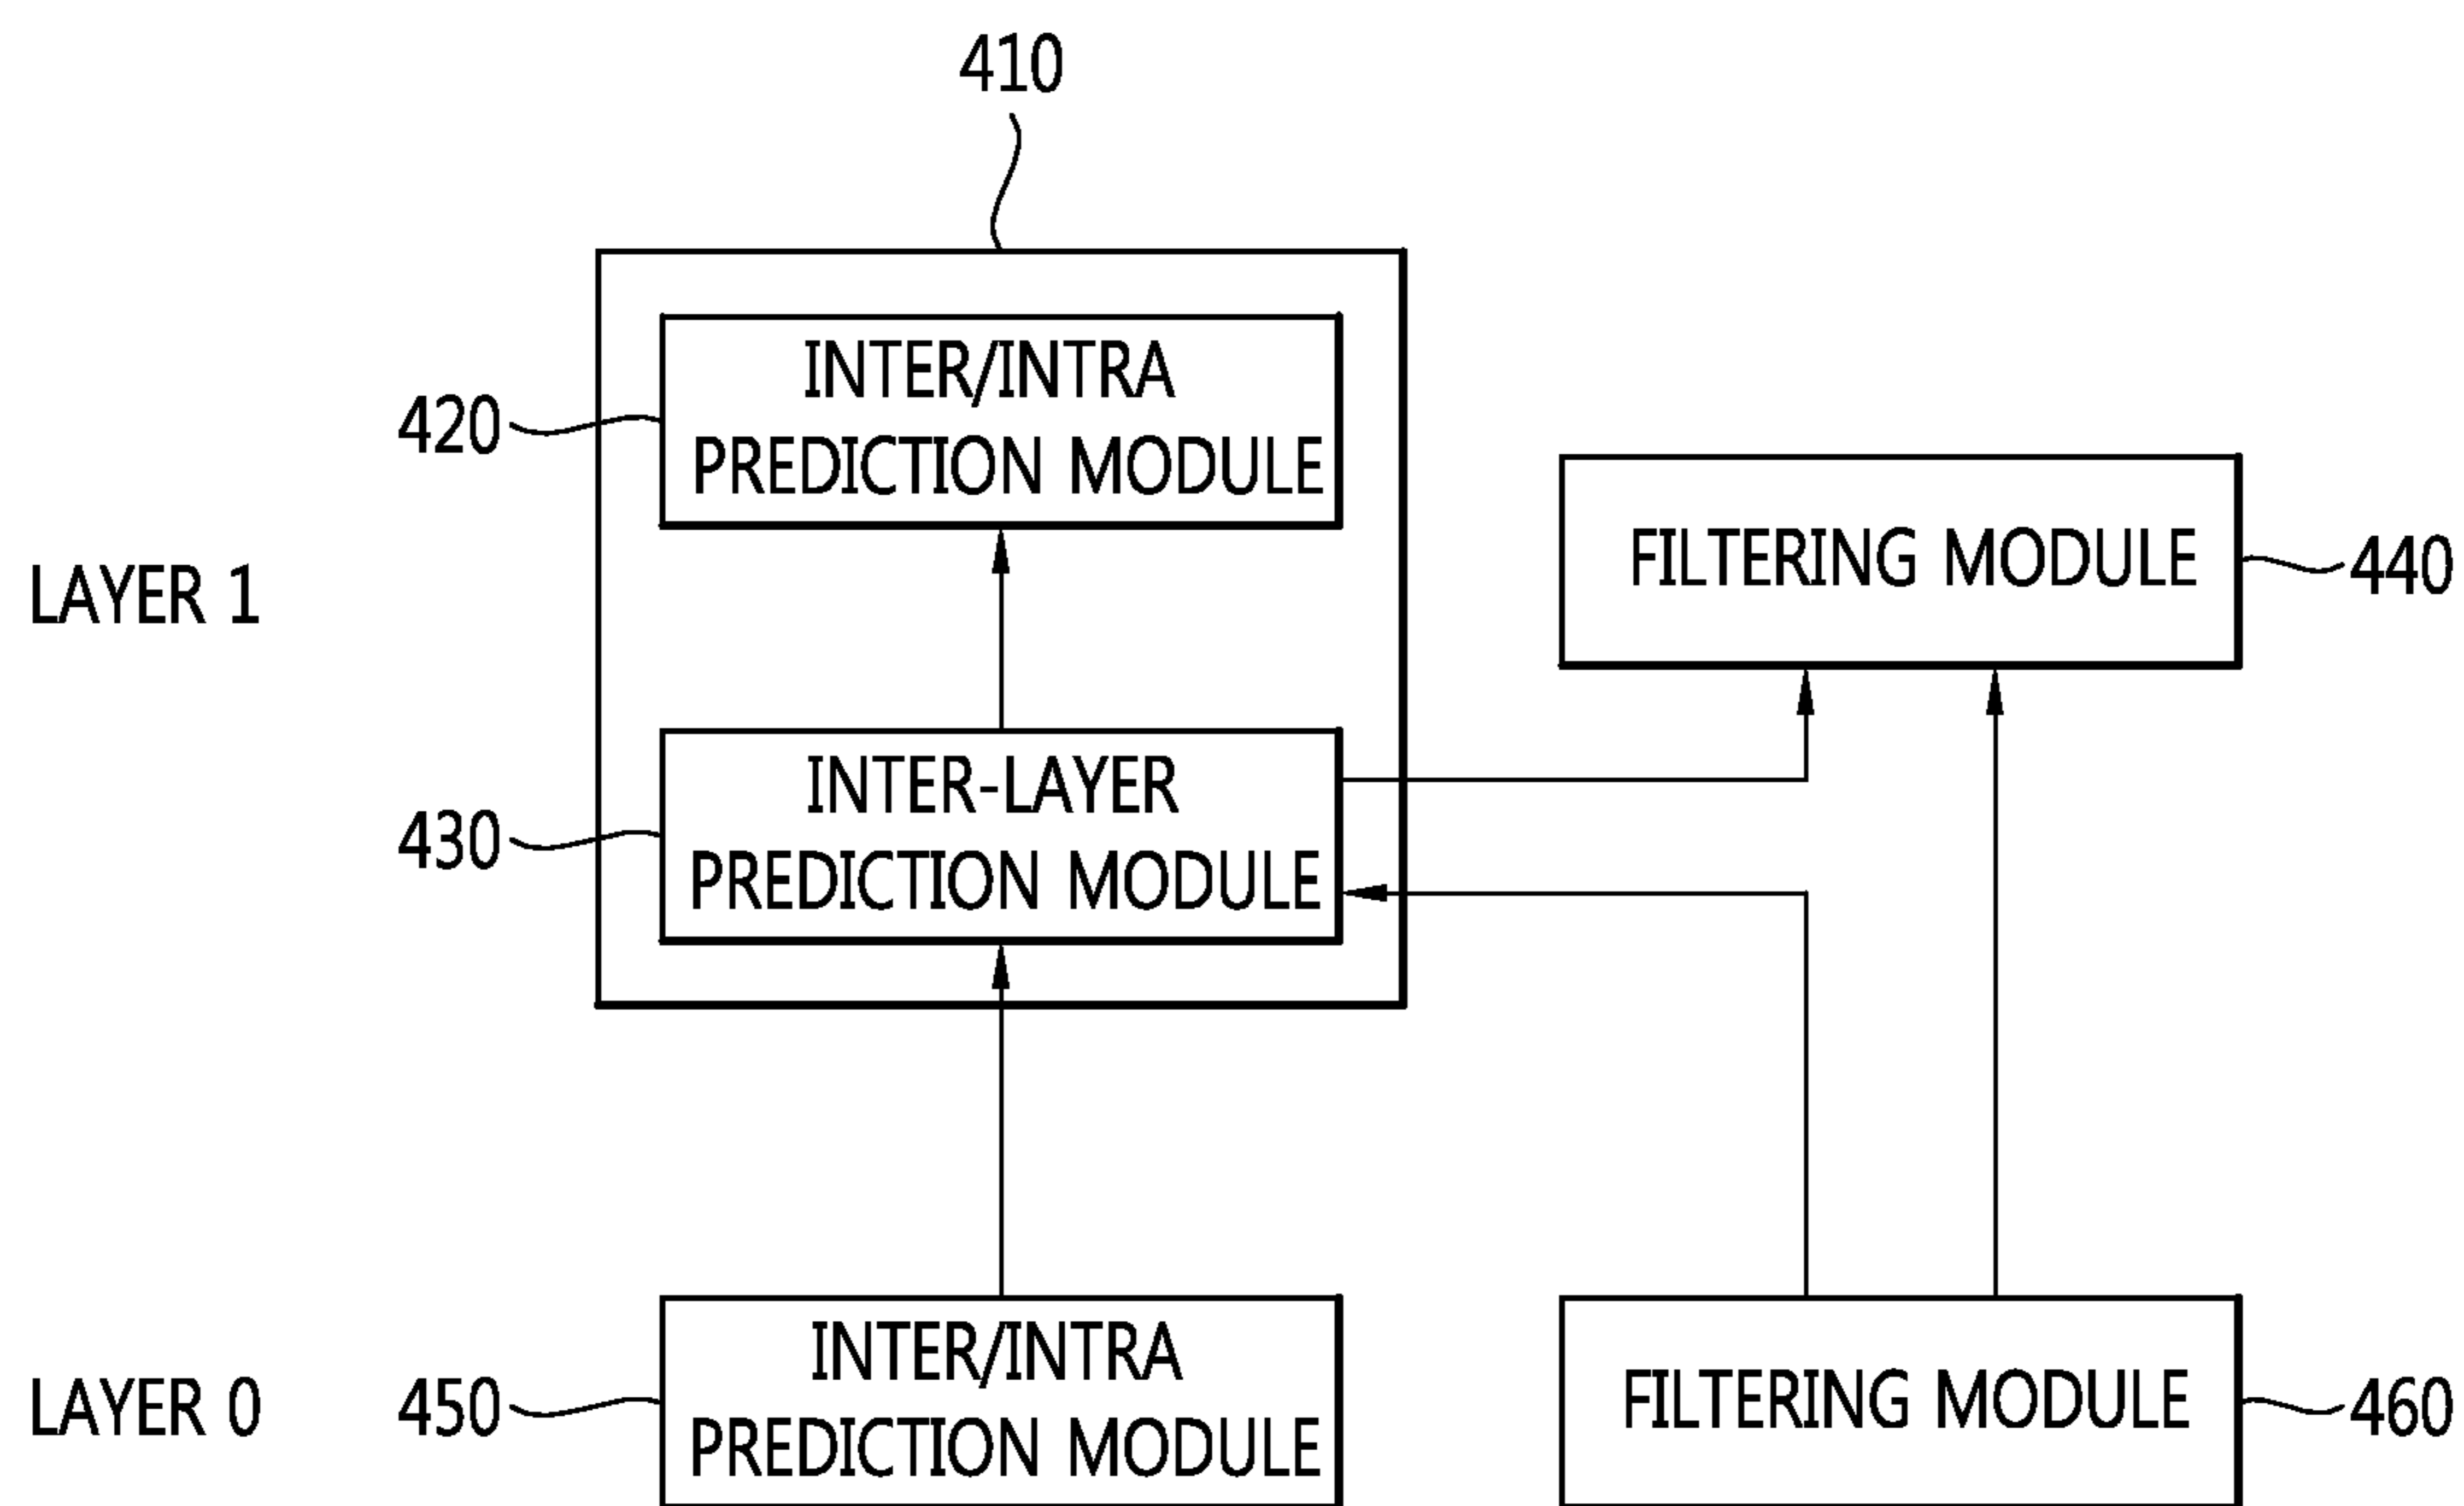 410
INTER/INTRA
420
PREDICTION MODULE
FILTERING MODULE
440
LAYER 1
INTER-LAYER
430
PREDICTION MODULE
INTER/INTRA
LAYER 0
450
PREDICTION MODULE
FILTERING MODULE
460